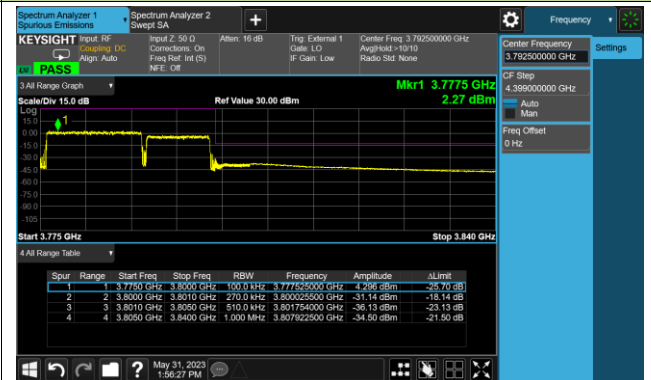 Spectrum Analyzer 1
Spurious Emissions
Spectrum Analyzer 2
Swept SA
+
Frequency
KEYSIGHT
Input: RF
Coupling: DC
Align: Auto
Input Z: 50 Ω
Corrections: On
Freq Ref: Int (S)
NFE: Off
Atten: 16 dB
Trig: External 1
Gate: LO
IF Gain: Low
Center Freq: 3.792500000 GHz
Avg|Hold:>10/10
Radio Std: None
PASS
Center Frequency
3.792500000 GHz
Settings
CF Step
4.399000000 GHz
Auto
Man
Freq Offset
0 Hz
3 All Range Graph
Mkr1 3.7775 GHz
2.27 dBm
Scale/Div 15.0 dB
Ref Value 30.00 dBm
Log
15.0
0.00
-15.0
-30.0
-45.0
-60.0
-75.0
-90.0
-105
1
Start 3.775 GHz
Stop 3.840 GHz
4 All Range Table
Spur Range Start Freq Stop Freq RBW Frequency Amplitude ΔLimit
1 1 3.7750 GHz 3.8000 GHz 100.0 kHz 3.777525000 GHz 4.296 dBm -25.70 dB
2 2 3.8000 GHz 3.8010 GHz 270.0 kHz 3.800025500 GHz -31.14 dBm -18.14 dB
3 3 3.8010 GHz 3.8050 GHz 510.0 kHz 3.801754000 GHz -36.13 dBm -23.13 dB
4 4 3.8050 GHz 3.8400 GHz 1.000 MHz 3.807922500 GHz -34.50 dBm -21.50 dB
?
May 31, 2023
1:56:27 PM